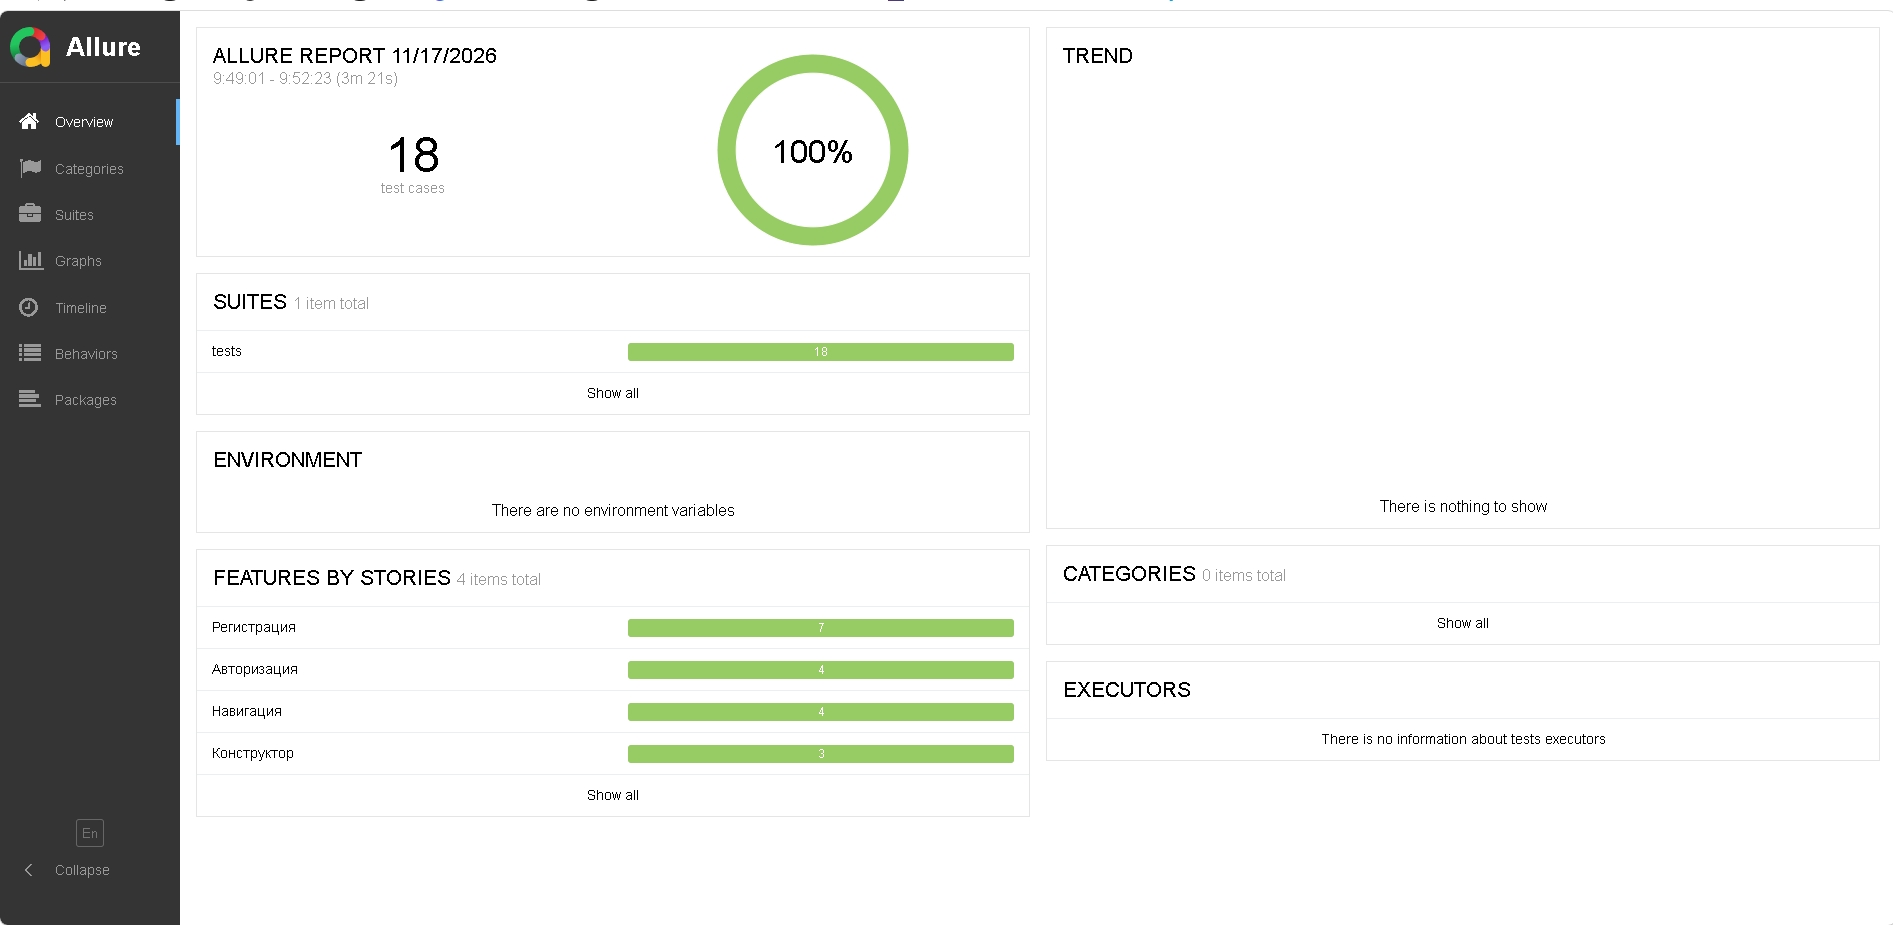 Allure
Overview
Categories
Suites
Graphs
Timeline
Behaviors
Packages
En
Collapse
ALLURE REPORT 11/17/2026
9:49:01 - 9:52:23 (3m 21s)
18
test cases
100%
SUITES 1 item total
tests 18
Show all
ENVIRONMENT
There are no environment variables
FEATURES BY STORIES 4 items total
Регистрация 7
Авторизация 4
Навигация 4
Конструктор 3
Show all
TREND
There is nothing to show
CATEGORIES 0 items total
Show all
EXECUTORS
There is no information about tests executors